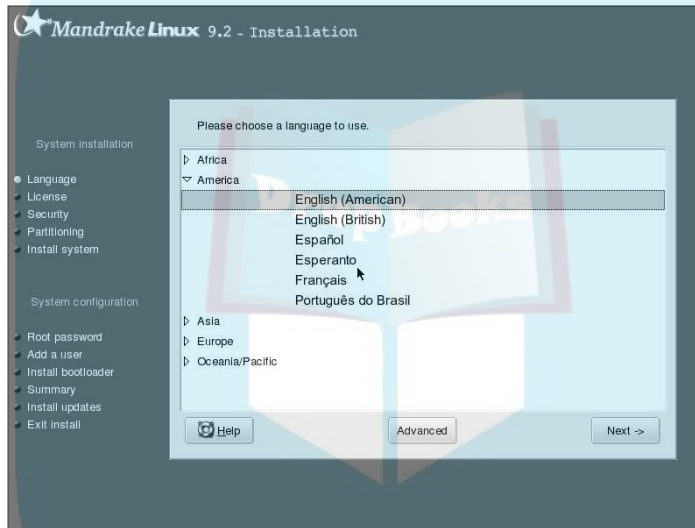 Mandrake Linux 9.2 - Installation
System installation
Language
License
Security
Partitioning
Install system
System configuration
Root password
Add a user
Install bootloader
Summary
Install updates
Exit install
Please choose a language to use.
Africa
America
English (American)
English (British)
Español
Esperanto
Français
Português do Brasil
Asia
Europe
Oceania/Pacific
Help
Advanced
Next ->
DropBooks